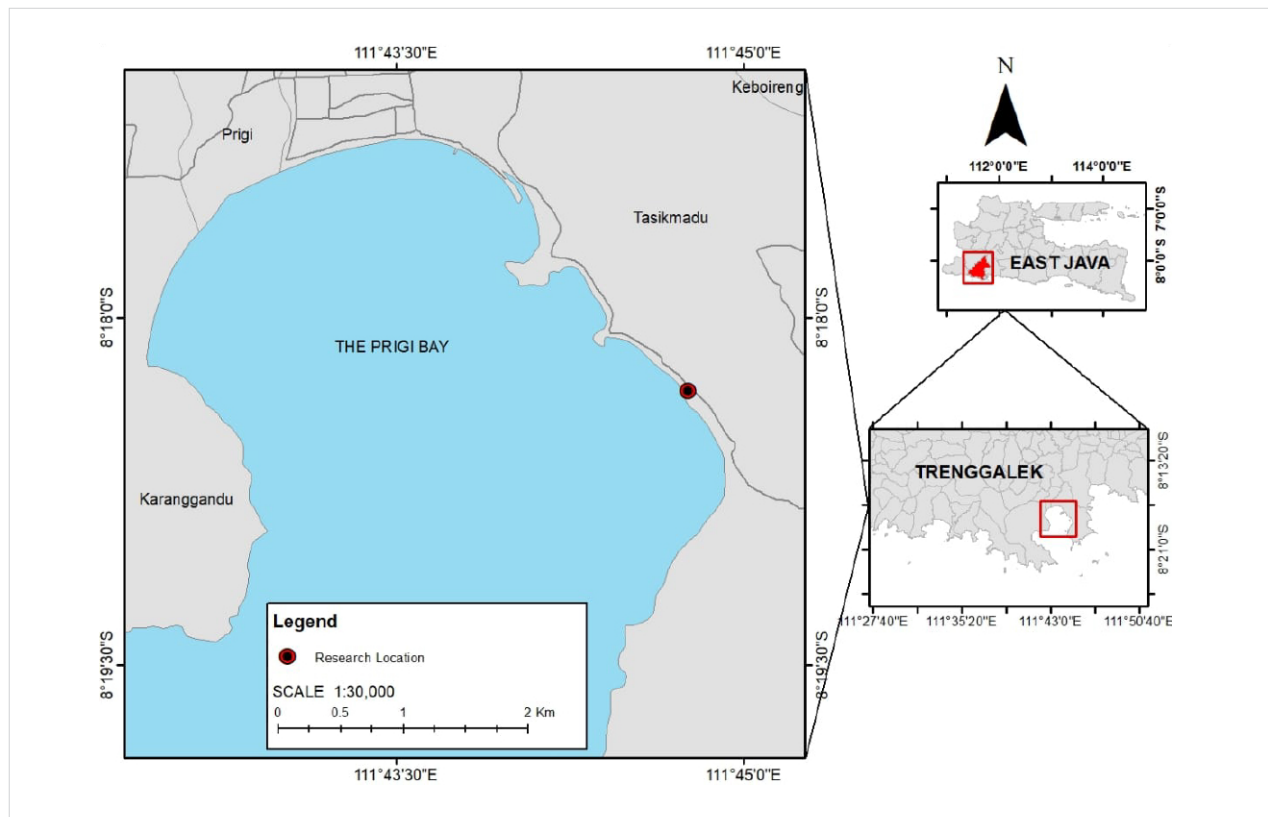 111°43'30"E
111°45'0"E
Keboireng
Prigi
Tasikmadu
8°18'0"S
8°18'0"S
THE PRIGI BAY
Karanggandu
Legend
Research Location
SCALE 1:30,000
0 0.5 1 2 Km
8°19'30"S
8°19'30"S
111°43'30"E
111°45'0"E
N
112°0'0"E
114°0'0"E
7°0'0"S
8°0'0"S
EAST JAVA
TRENGGALEK
8°13'20"S
8°21'0"S
111°27'40"E
111°35'20"E
111°43'0"E
111°50'40"E